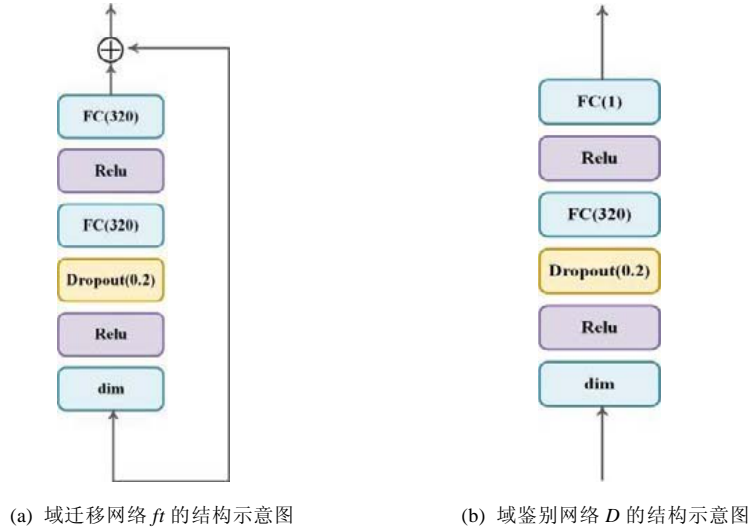 FC(320)
Relu
FC(320)
Dropout(0.2)
Relu
dim
(a) 域迁移网络 ft 的结构示意图
FC(1)
Relu
FC(320)
Dropout(0.2)
Relu
dim
(b) 域鉴别网络 D 的结构示意图